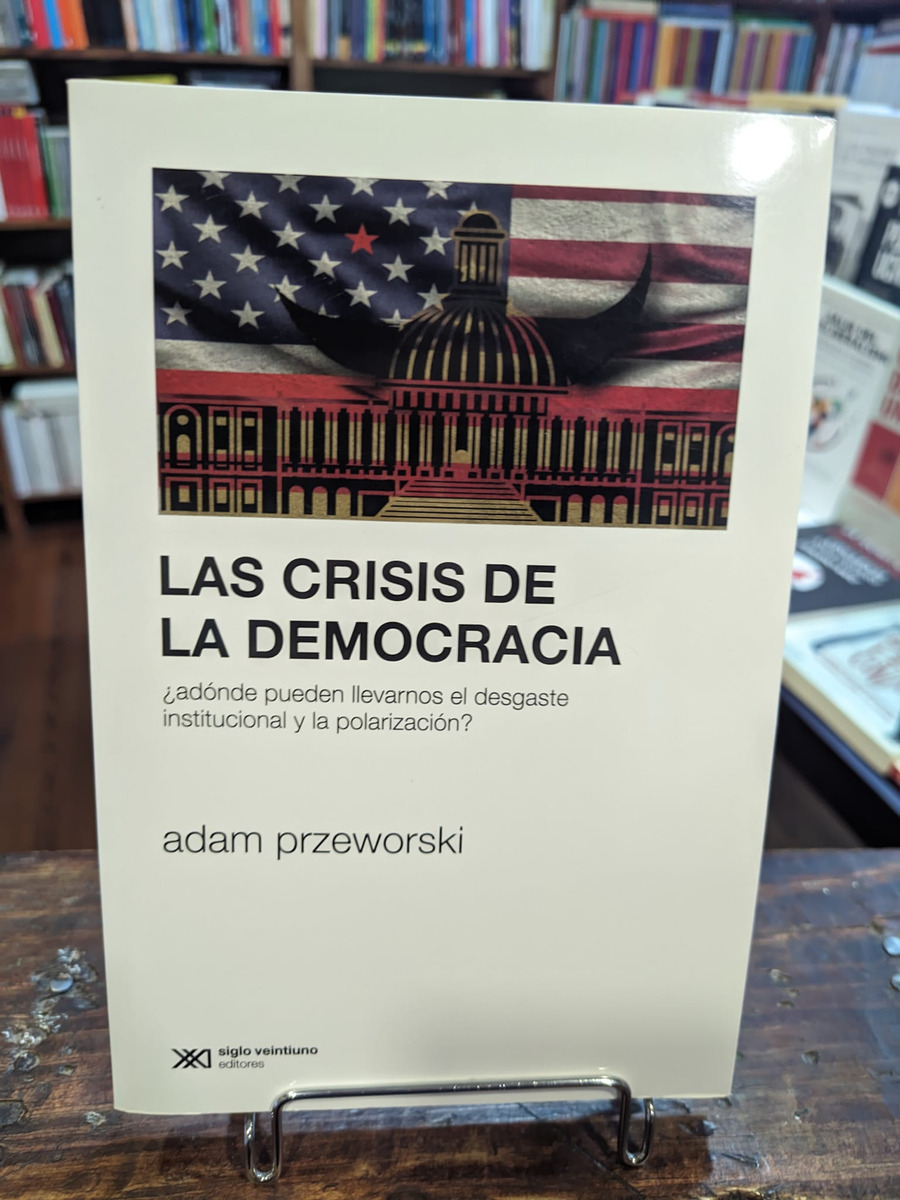 LAS CRISIS DE
LA DEMOCRACIA
¿adónde pueden llevarnos el desgaste
institucional y la polarización?
adam przeworski
siglo veintiuno
editores